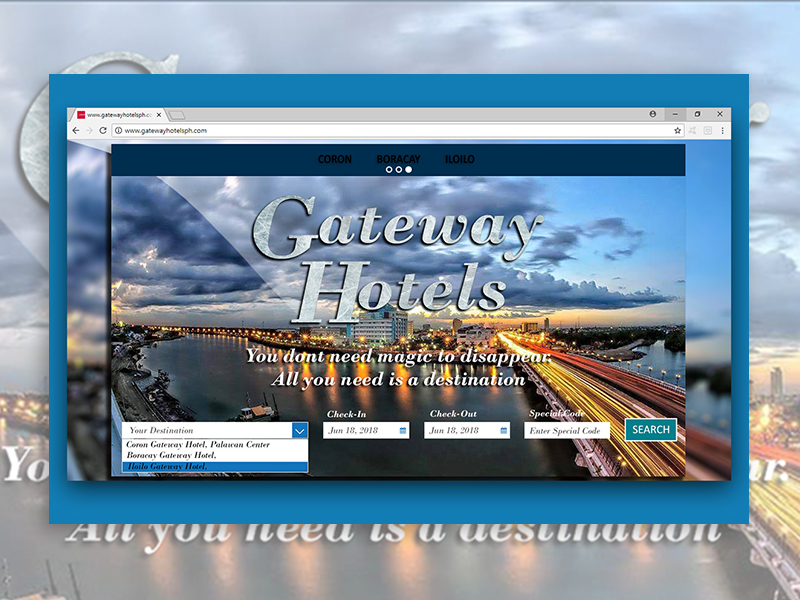 www.gatewayhotelsph.co
www.gatewayhotelsph.com
CORON BORACAY ILOILO
Gateway
Hotels
You dont need magic to disappear.
All you need is a destination
Check-In Check-Out Special Code
Your Destination Jun 18, 2018 Jun 18, 2018 Enter Special Code SEARCH
Coron Gateway Hotel, Palawan Center
Boracay Gateway Hotel,
Iloilo Gateway Hotel,
Yo r.
All you need is a destination